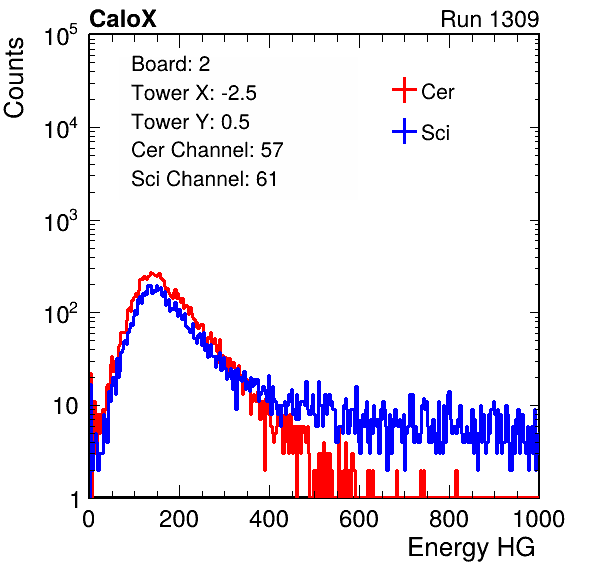 CaloX Run 1309
Counts
10^5
10^4
10^3
10^2
10
1
Board: 2
Tower X: -2.5
Tower Y: 0.5
Cer Channel: 57
Sci Channel: 61
Cer
Sci
0 200 400 600 800 1000
Energy HG